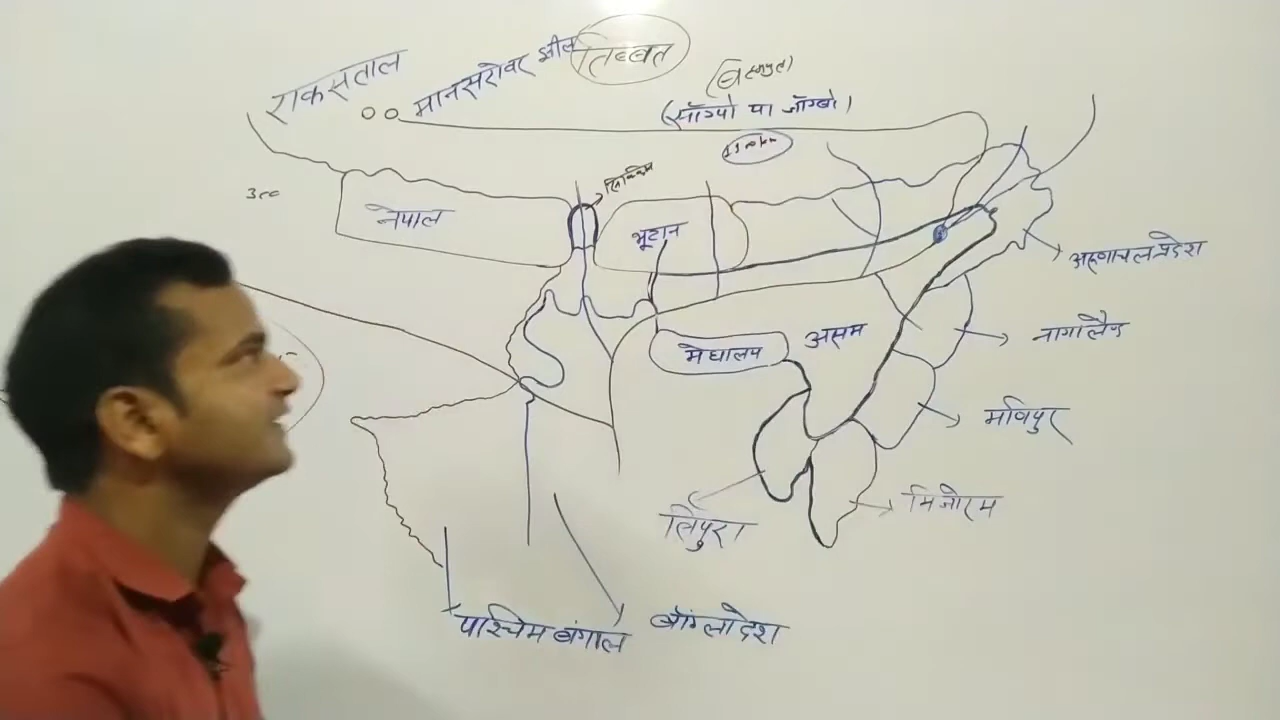 राकसताल
मानसरोवर झील
तिब्बत
(सॉग्पो या जॉग्बो)
सिक्किम
नेपाल
भूटान
अरूणाचलप्रदेश
मेघालय
असम
नागालैण्ड
मणिपुर
मिजोरम
त्रिपुरा
पश्चिम बंगाल
बॉग्लादेश